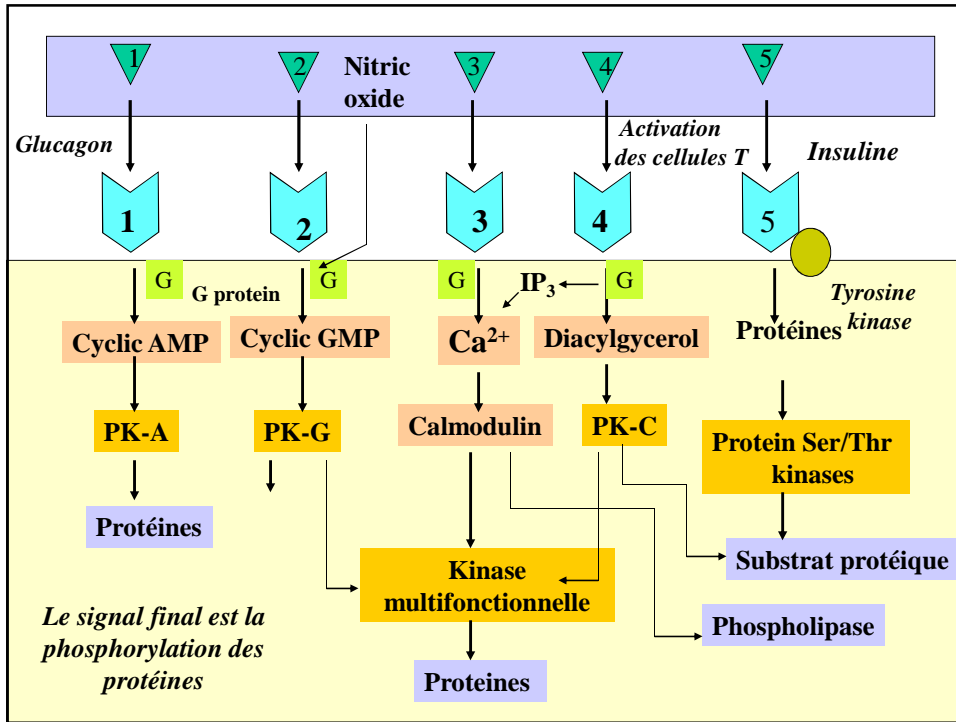 1
2
3
4
5
Nitric
oxide
Glucagon
Activation
des cellules T
Insuline
1
2
3
4
5
G
G protein
G
G
IP3
G
Tyrosine
kinase
Cyclic AMP
Cyclic GMP
Ca2+
Diacylgycerol
Protéines
PK-A
PK-G
Calmodulin
PK-C
Protein Ser/Thr
kinases
Protéines
Kinase
multifonctionnelle
Substrat protéique
Le signal final est la
phosphorylation des
protéines
Phospholipase
Proteines